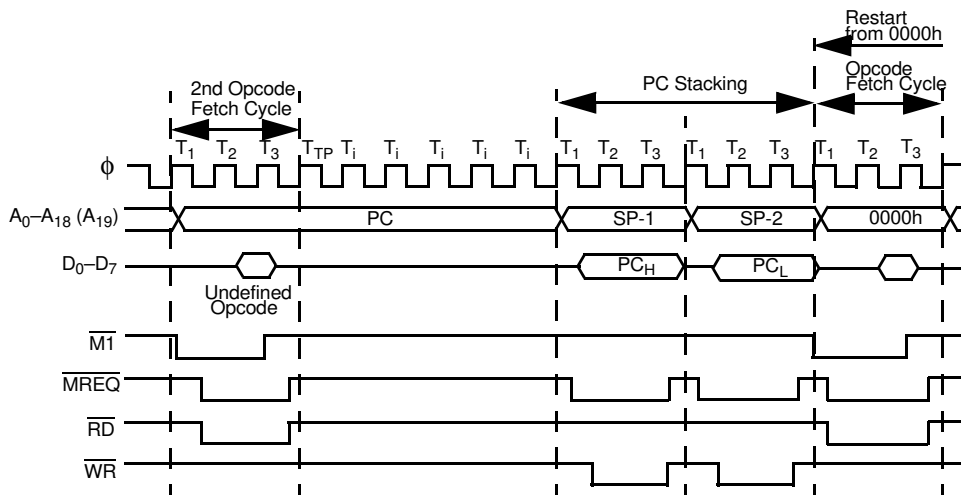 Restart
from 0000h
2nd Opcode
Fetch Cycle
PC Stacking
Opcode
Fetch Cycle
T1 T2 T3 TTP Ti Ti Ti Ti Ti T1 T2 T3 T1 T2 T3 T1 T2 T3
ϕ
A0–A18 (A19) PC SP-1 SP-2 0000h
D0–D7 PCH PCL
Undefined
Opcode
M1
MREQ
RD
WR